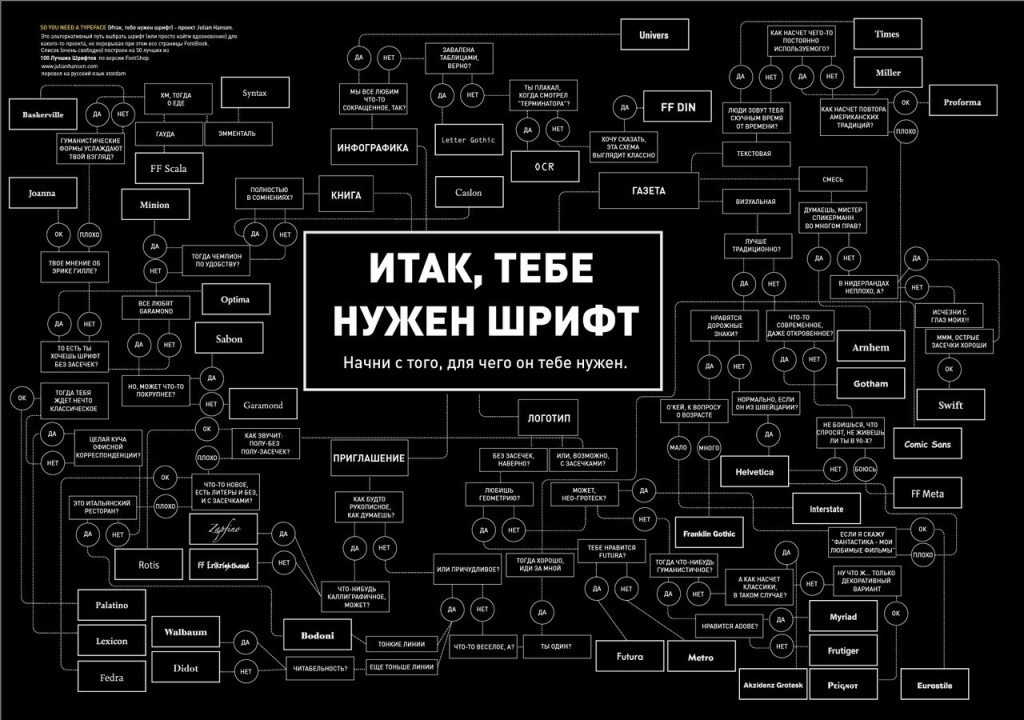 SO YOU NEED A TYPEFACE (Итак, тебе нужен шрифт) - проект Julian Hansen.
Это альтернативный путь выбрать шрифт (или просто найти вдохновение) для
какого-то проекта, не перерывая при этом все страницы FontBook.
Список (очень свободно) построен на 50 лучших из
100 Лучших Шрифтов по версии FontShop.
www.julianhansen.com
перевел на русский язык xtordam
ИТАК, ТЕБЕ
НУЖЕН ШРИФТ
Начни с того, для чего он тебе нужен.
Baskerville
ХМ, ТОГДА
О ЕДЕ
Syntax
ДА
НЕТ
ГАУДА
ЭММЕНТАЛЬ
ГУМАНИСТИЧЕСКИЕ
ФОРМЫ УСЛАЖДАЮТ
ТВОЙ ВЗГЛЯД?
FF Scala
Joanna
Minion
ПОЛНОСТЬЮ
В СОМНЕНИЯХ?
КНИГА
Caslon
ОК
ПЛОХО
ДА
НЕТ
ДА
НЕТ
ТОГДА ЧЕМПИОН
ПО УДОБСТВУ?
ТВОЕ МНЕНИЕ ОБ
ЭРИКЕ ГИЛЛЕ?
ВСЕ ЛЮБЯТ
GARAMOND
Optima
ДА
НЕТ
ДА
НЕТ
Sabon
ТО ЕСТЬ ТЫ
ХОЧЕШЬ ШРИФТ
БЕЗ ЗАСЕЧЕК?
НО, МОЖЕТ ЧТО-ТО
ПОКРУПНЕЕ?
ДА
НЕТ
Garamond
ОК
ТОГДА ТЕБЯ
ЖДЕТ НЕЧТО
КЛАССИЧЕСКОЕ
ДА
НЕТ
ЦЕЛАЯ КУЧА
ОФИСНОЙ
КОРРЕСПОНДЕНЦИИ?
ОК
ПЛОХО
КАК ЗВУЧИТ:
ПОЛУ-БЕЗ
ПОЛУ-ЗАСЕЧЕК?
ОК
ПЛОХО
ЧТО-ТО НОВОЕ,
ЕСТЬ ЛИТЕРЫ И БЕЗ,
И С ЗАСЕЧКАМИ?
ЭТО ИТАЛЬЯНСКИЙ
РЕСТОРАН?
ДА
НЕТ
Zapfino
ДА
Rotis
FF Erikrighthand
НЕТ
Palatino
Lexicon
Fedra
Walbaum
Didot
ДА
НЕТ
Bodoni
ЧИТАБЕЛЬНОСТЬ?
ТОНКИЕ ЛИНИИ
ЕЩЕ ТОНЬШЕ ЛИНИИ
Univers
ДА
НЕТ
ЗАВАЛЕНА
ТАБЛИЦАМИ,
ВЕРНО?
МЫ ВСЕ ЛЮБИМ
ЧТО-ТО
СОКРАЩЕННОЕ, ТАК?
ДА
НЕТ
ТЫ ПЛАКАЛ,
КОГДА СМОТРЕЛ
"ТЕРМИНАТОРА"?
ДА
FF DIN
ИНФОГРАФИКА
Letter Gothic
ДА
НЕТ
ХОЧУ СКАЗАТЬ,
ЭТА СХЕМА
ВЫГЛЯДИТ КЛАССНО
OCR
ГАЗЕТА
КАК НАСЧЕТ ЧЕГО-ТО
ПОСТОЯННО
ИСПОЛЬЗУЕМОГО?
Times
ДА
НЕТ
ДА
НЕТ
Miller
ЛЮДИ ЗОВУТ ТЕБЯ
СКУЧНЫМ ВРЕМЯ
ОТ ВРЕМЕНИ?
КАК НАСЧЕТ ПОВТОРА
АМЕРИКАНСКИХ
ТРАДИЦИЙ?
ОК
ПЛОХО
Proforma
ТЕКСТОВАЯ
СМЕСЬ
ВИЗУАЛЬНАЯ
ДУМАЕШЬ, МИСТЕР
СПИКЕРМАНН
ВО МНОГОМ ПРАВ?
ЛУЧШЕ
ТРАДИЦИОННО?
ДА
НЕТ
ДА
НЕТ
В НИДЕРЛАНДАХ
НЕПЛОХО, А?
ДА
НЕТ
ИСЧЕЗНИ С
ГЛАЗ МОИХ!!
МММ, ОСТРЫЕ
ЗАСЕЧКИ ХОРОШИ
ОК
НРАВЯТСЯ
ДОРОЖНЫЕ
ЗНАКИ?
ЧТО-ТО
СОВРЕМЕННОЕ,
ДАЖЕ ОТКРОВЕННОЕ?
Arnhem
Gotham
Swift
ДА
НЕТ
ДА
НЕТ
О'КЕЙ, К ВОПРОСУ
О ВОЗРАСТЕ
НОРМАЛЬНО, ЕСЛИ
ОН ИЗ ШВЕЙЦАРИИ?
НЕ БОИШЬСЯ, ЧТО
СПРОСЯТ, НЕ ЖИВЕШЬ
ЛИ ТЫ В 90-Х?
Comic Sans
МАЛО
МНОГО
ДА
Helvetica
НЕТ
БОЮСЬ
FF Meta
Interstate
Franklin Gothic
ЕСЛИ Я СКАЖУ
"ФАНТАСТИКА - МОИ
ЛЮБИМЫЕ ФИЛЬМЫ"
ОК
ПЛОХО
ЛОГОТИП
ПРИГЛАШЕНИЕ
БЕЗ ЗАСЕЧЕК,
НАВЕРНО?
ИЛИ, ВОЗМОЖНО,
С ЗАСЕЧКАМИ?
КАК БУДТО
РУКОПИСНОЕ,
КАК ДУМАЕШЬ?
ЛЮБИШЬ
ГЕОМЕТРИЮ?
МОЖЕТ,
НЕО-ГРОТЕСК?
ДА
НЕТ
ДА
НЕТ
ДА
НЕТ
ЧТО-НИБУДЬ
КАЛЛИГРАФИЧНОЕ,
МОЖЕТ?
ИЛИ ПРИЧУДЛИВОЕ?
ТОГДА ХОРОШО,
ИДИ ЗА МНОЙ
ТЕБЕ НРАВИТСЯ
FUTURA?
ТОГДА ЧТО-НИБУДЬ
ГУМАНИСТИЧНОЕ?
ДА
А КАК НАСЧЕТ
КЛАССИКИ,
В ТАКОМ СЛУЧАЕ?
НЕТ
НУ ЧТО Ж... ТОЛЬКО
ДЕКОРАТИВНЫЙ
ВАРИАНТ
ДА
НЕТ
ДА
ДА
НЕТ
ДА
НЕТ
НРАВИТСЯ ADOBE?
ДА
НЕТ
ОК
Myriad
Frutiger
ЧТО-ТО ВЕСЕЛОЕ, А?
ТЫ ОДИН?
Futura
Metro
Akzidenz Grotesk
Peignot
Eurostile